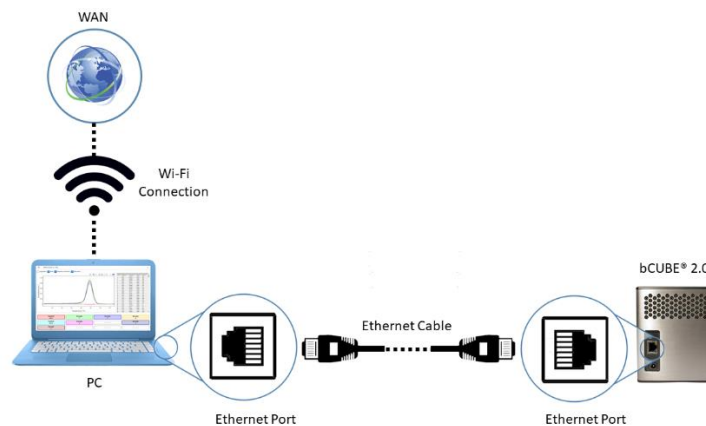 WAN
Wi-Fi
Connection
bCUBE® 2.0
Ethernet Cable
PC
Ethernet Port
Ethernet Port